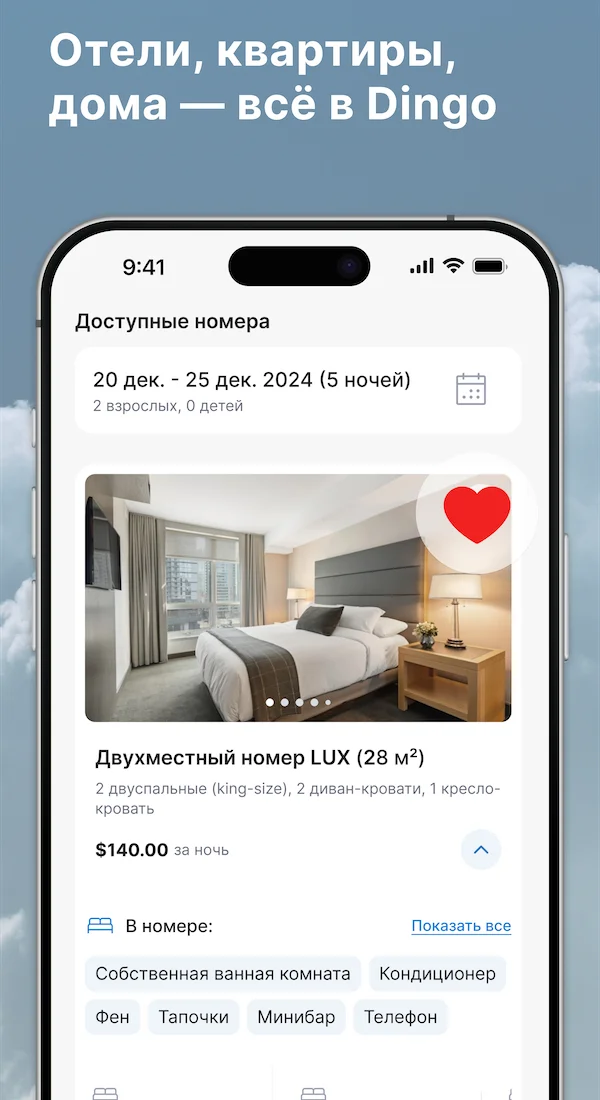 Отели, квартиры,
дома — всё в Dingo
9:41
Доступные номера
20 дек. - 25 дек. 2024 (5 ночей)
2 взрослых, 0 детей
Двухместный номер LUX (28 м²)
2 двуспальные (king-size), 2 диван-кровати, 1 кресло-
кровать
$140.00 за ночь
В номере:
Показать все
Собственная ванная комната
Кондиционер
Фен
Тапочки
Минибар
Телефон